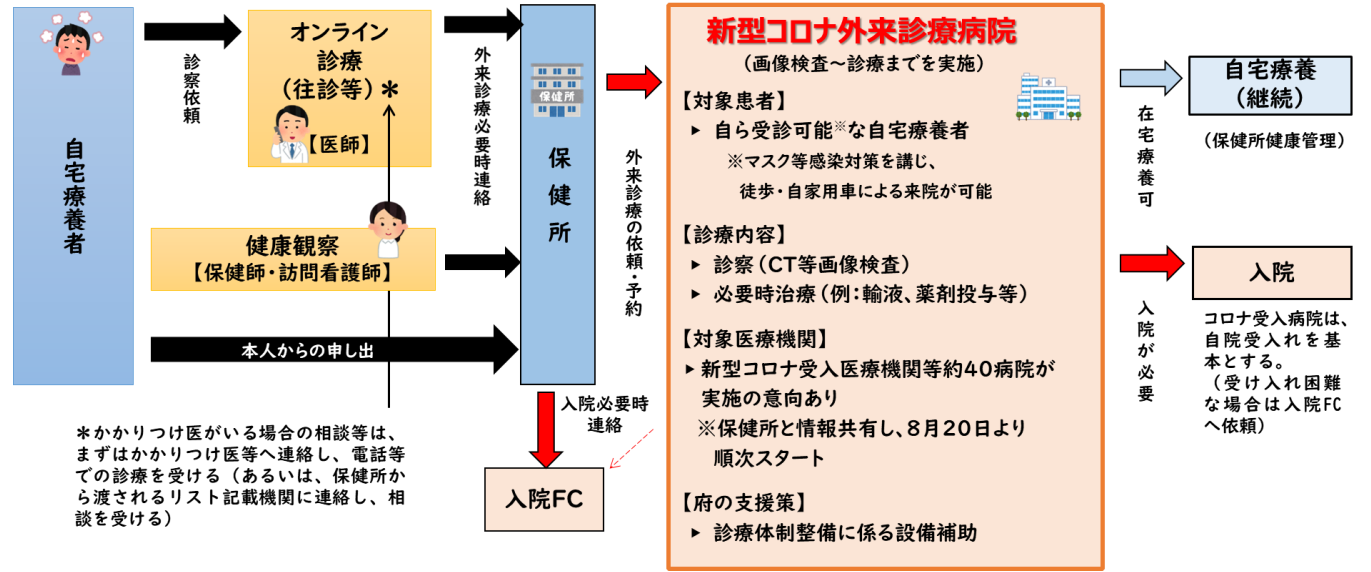 自宅療養者
診察依頼
オンライン
診療
(往診等)＊
【医師】
健康観察
【保健師・訪問看護師】
本人からの申し出
＊かかりつけ医がいる場合の相談等は、
まずはかかりつけ医等へ連絡し、電話等
での診療を受ける（あるいは、保健所か
ら渡されるリスト記載機関に連絡し、相
談を受ける）
外来診療必要時連絡
保健所
保健所
入院必要時
連絡
入院FC
外来診療の依頼・予約
新型コロナ外来診療病院
（画像検査～診療までを実施）
【対象患者】
▶ 自ら受診可能※な自宅療養者
※マスク等感染対策を講じ、
徒歩・自家用車による来院が可能
【診療内容】
▶ 診察（CT等画像検査）
▶ 必要時治療（例：輸液、薬剤投与等）
【対象医療機関】
▶新型コロナ受入医療機関等約40病院が
実施の意向あり
※保健所と情報共有し、8月20日より
順次スタート
【府の支援策】
▶ 診療体制整備に係る設備補助
在宅療養可
自宅療養
（継続）
（保健所健康管理）
入院が必要
入院
コロナ受入病院は、
自院受入れを基
本とする。
（受け入れ困難
な場合は入院FC
へ依頼）